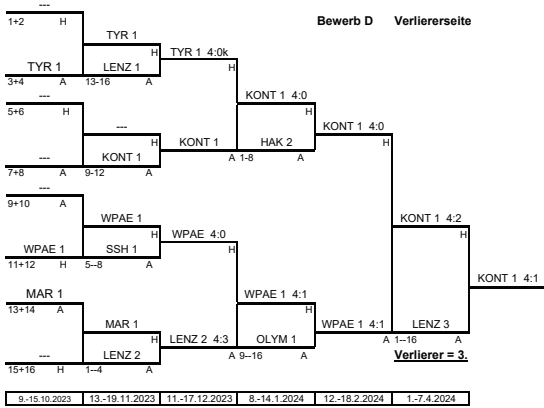 ---
1+2 H
Bewerb D Verliererseite
TYR 1
H TYR 1 4:0k
TYR 1 LENZ 1 H
3+4 A 13-16 A
---
KONT 1 4:0
5+6 H
H
---
KONT 1 4:0
H KONT 1 HAK 2 H
--- KONT 1 A 1-8 A
7+8 A 9-12 A
---
9+10 A
WPAE 1 KONT 1 4:2
H WPAE 4:0 H
WPAE 1 SSH 1 H
11+12 H 5--8 A
KONT 1 4:1
MAR 1 WPAE 1 4:1
13+14 A H
MAR 1 WPAE 1 4:1 LENZ 3
H LENZ 2 4:3 OLYM 1 A 1--16 A
--- LENZ 2 A 9--16 A Verlierer = 3.
15+16 H 1--4 A
9.-15.10.2023 13.-19.11.2023 11.-17.12.2023 8.-14.1.2024 12.-18.2.2024 1.-7.4.2024